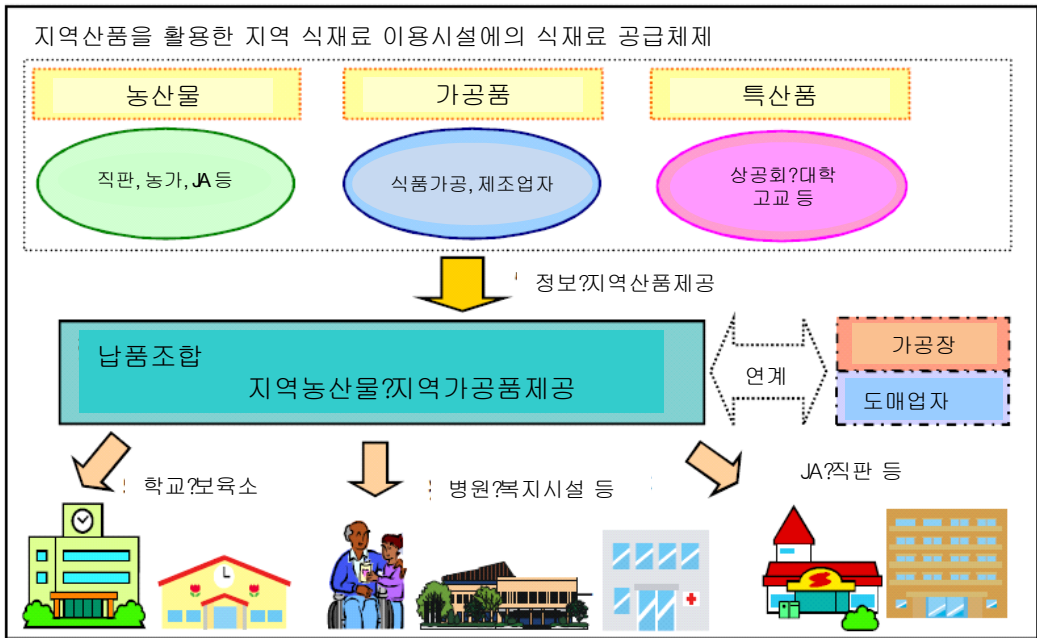 지역산품을 활용한 지역 식재료 이용시설에의 식재료 공급체제
농산물
가공품
특산품
직판, 농가, JA 등
식품가공, 제조업자
상공회?대학
고교 등
정보?지역산품제공
납품조합
지역농산물?지역가공품제공
연계
가공장
도매업자
학교?보육소
병원?복지시설 등
JA?직판 등